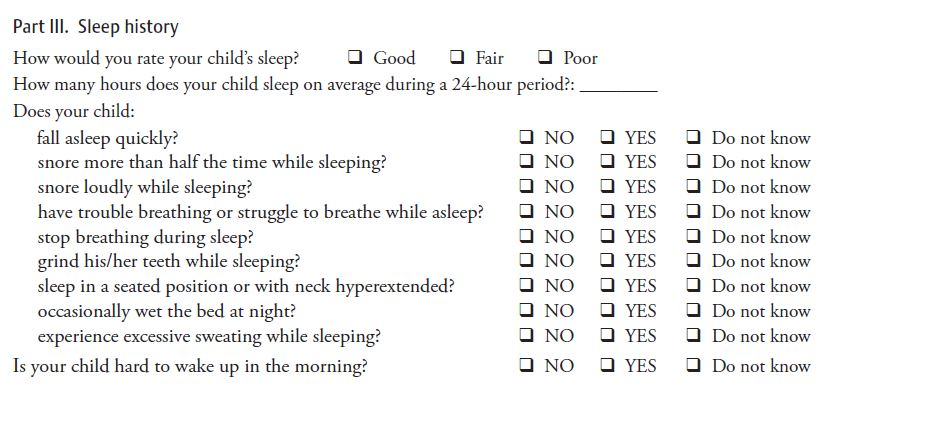 Part III. Sleep history
How would you rate your child’s sleep? ❑ Good ❑ Fair ❑ Poor
How many hours does your child sleep on average during a 24-hour period?: ________
Does your child:
fall asleep quickly? ❑ NO ❑ YES ❑ Do not know
snore more than half the time while sleeping? ❑ NO ❑ YES ❑ Do not know
snore loudly while sleeping? ❑ NO ❑ YES ❑ Do not know
have trouble breathing or struggle to breathe while asleep? ❑ NO ❑ YES ❑ Do not know
stop breathing during sleep? ❑ NO ❑ YES ❑ Do not know
grind his/her teeth while sleeping? ❑ NO ❑ YES ❑ Do not know
sleep in a seated position or with neck hyperextended? ❑ NO ❑ YES ❑ Do not know
occasionally wet the bed at night? ❑ NO ❑ YES ❑ Do not know
experience excessive sweating while sleeping? ❑ NO ❑ YES ❑ Do not know
Is your child hard to wake up in the morning? ❑ NO ❑ YES ❑ Do not know